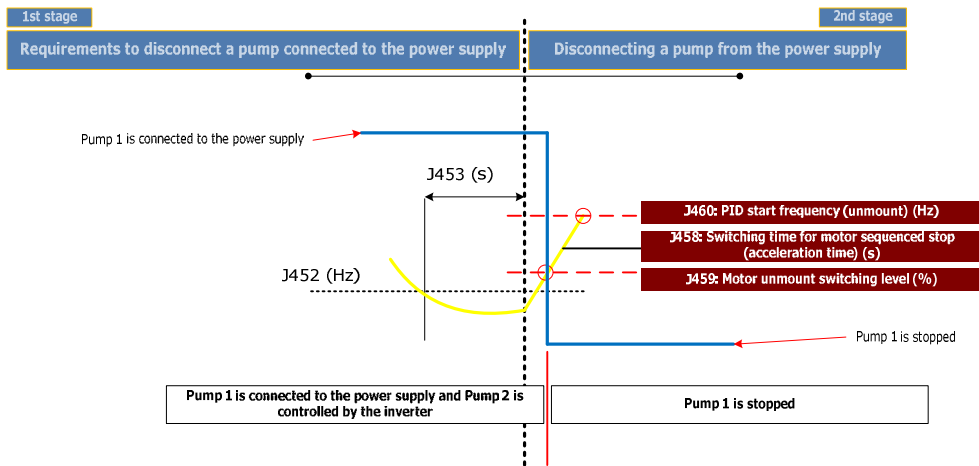 1st stage
2nd stage
Requirements to disconnect a pump connected to the power supply
Disconnecting a pump from the power supply
Pump 1 is connected to the power supply
J453 (s)
J460: PID start frequency (unmount) (Hz)
J458: Switching time for motor sequenced stop
(acceleration time) (s)
J452 (Hz)
J459: Motor unmount switching level (%)
Pump 1 is stopped
Pump 1 is connected to the power supply and Pump 2 is
controlled by the inverter
Pump 1 is stopped